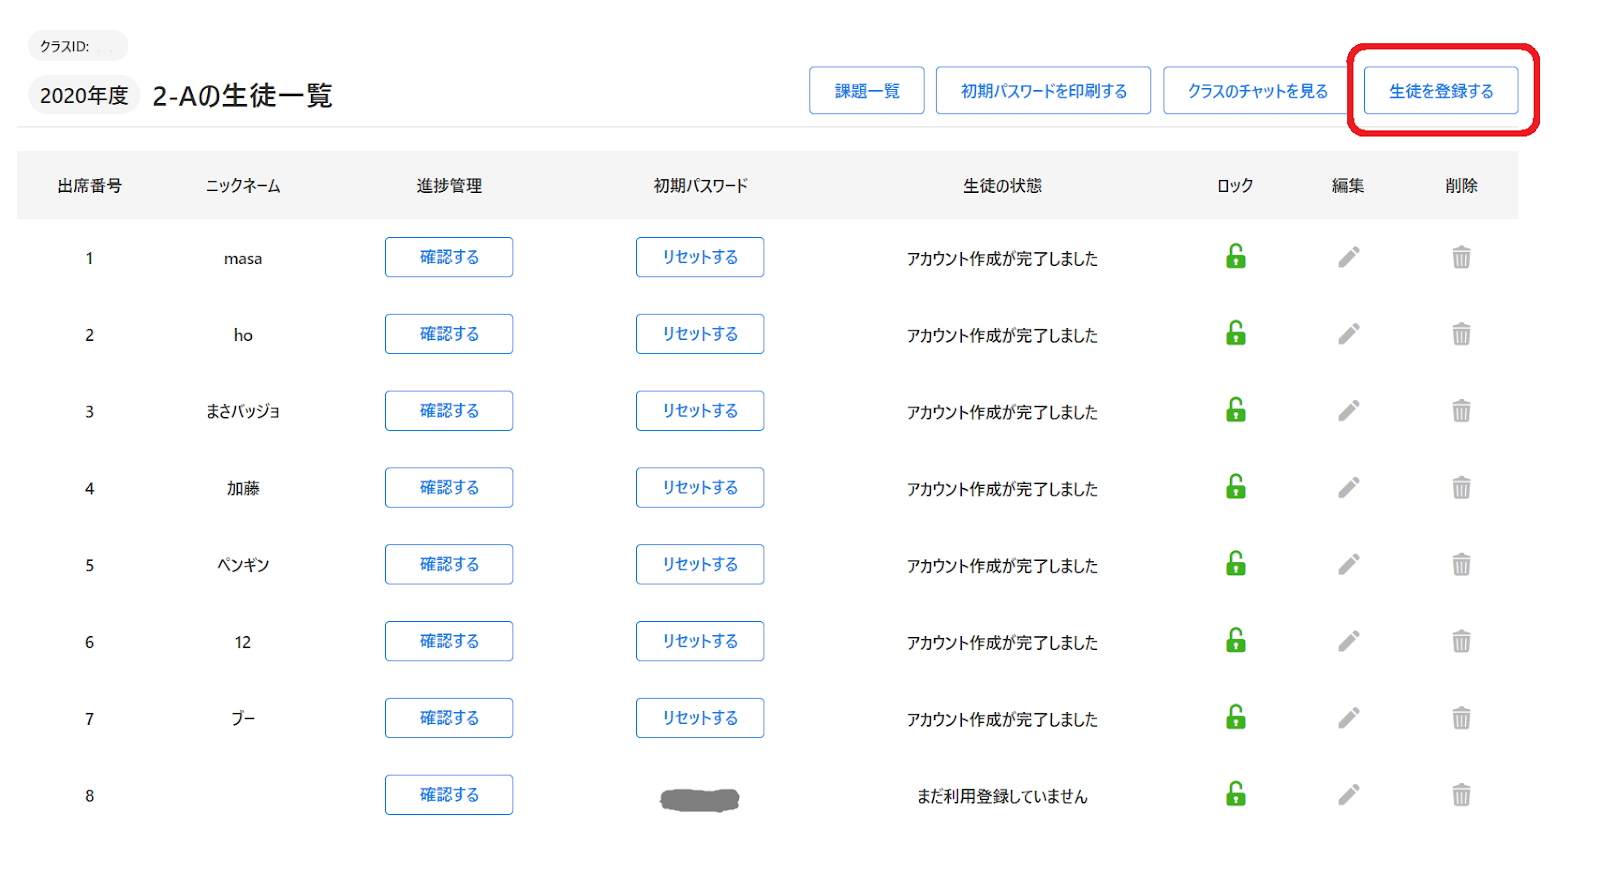 クラスID:
2020年度 2-Aの生徒一覧
課題一覧 初期パスワードを印刷する クラスのチャットを見る 生徒を登録する
出席番号 ニックネーム 進捗管理 初期パスワード 生徒の状態 ロック 編集 削除
1 masa 確認する リセットする アカウント作成が完了しました
2 ho 確認する リセットする アカウント作成が完了しました
3 まさバッジョ 確認する リセットする アカウント作成が完了しました
4 加藤 確認する リセットする アカウント作成が完了しました
5 ペンギン 確認する リセットする アカウント作成が完了しました
6 12 確認する リセットする アカウント作成が完了しました
7 ブー 確認する リセットする アカウント作成が完了しました
8 確認する まだ利用登録していません